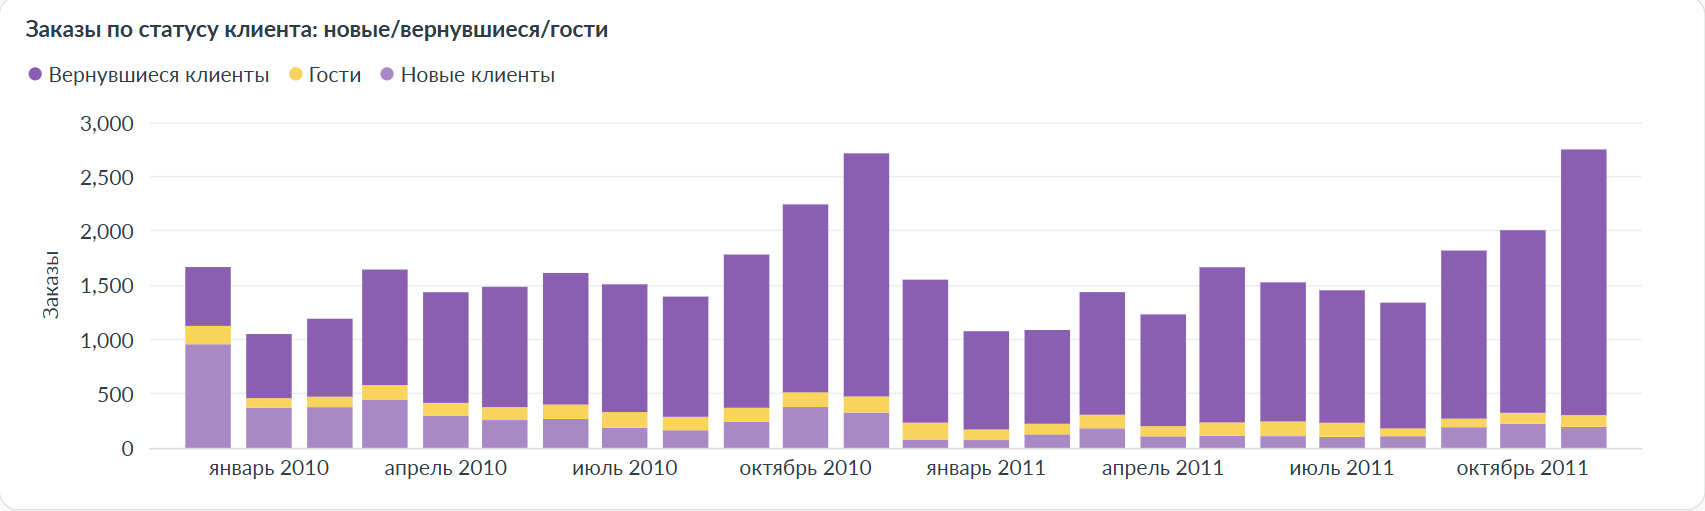 Заказы по статусу клиента: новые/вернувшиеся/гости
Вернувшиеся клиенты Гости Новые клиенты
3,000
2,500
2,000
1,500
1,000
500
0
Заказы
январь 2010 апрель 2010 июль 2010 октябрь 2010 январь 2011 апрель 2011 июль 2011 октябрь 2011